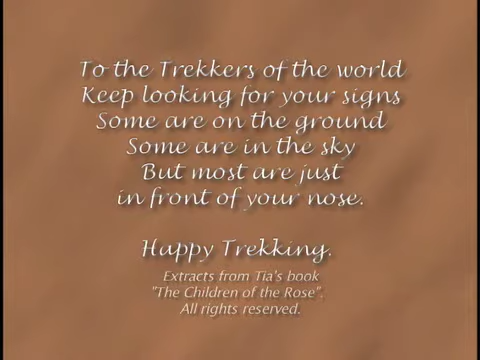 To the Trekkers of the world
Keep looking for your signs
Some are on the ground
Some are in the sky
But most are just
in front of your nose.
Happy Trekking.
Extracts from Tia's book
"The Children of the Rose".
All rights reserved.